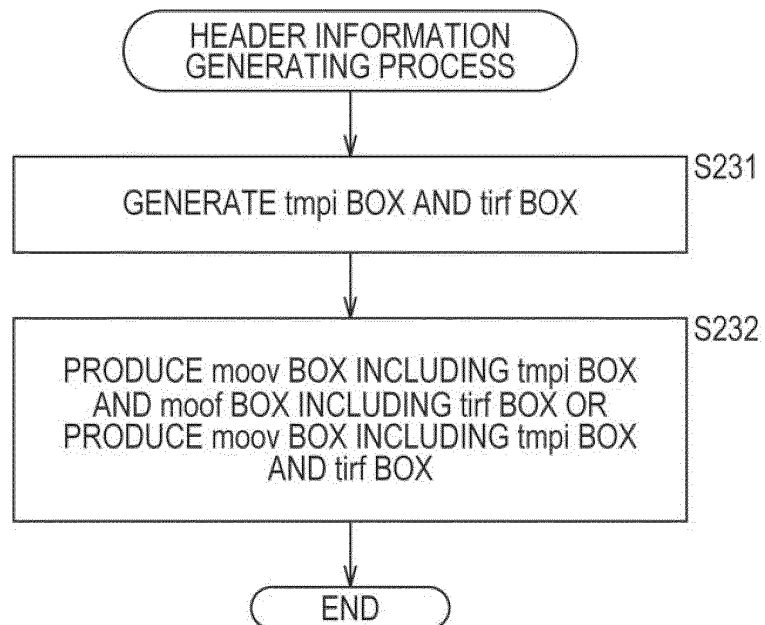 HEADER INFORMATION
GENERATING PROCESS
S231
GENERATE tmpi BOX AND tirf BOX
S232
PRODUCE moov BOX INCLUDING tmpi BOX
AND moof BOX INCLUDING tirf BOX OR
PRODUCE moov BOX INCLUDING tmpi BOX
AND tirf BOX
END